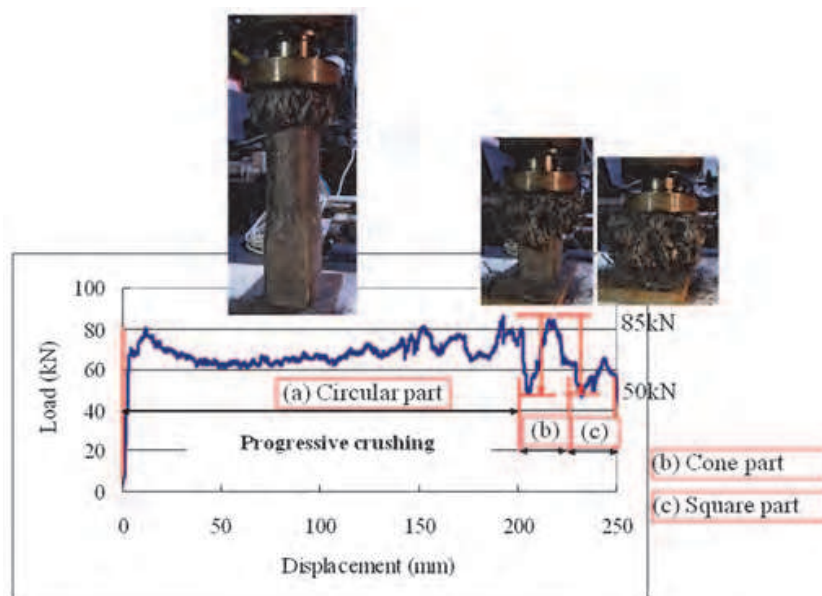 100
80
60
40
20
0
Load (kN)
85kN
50kN
(a) Circular part
Progressive crushing
(b)
(c)
(b) Cone part
(c) Square part
0
50
100
150
200
250
Displacement (mm)